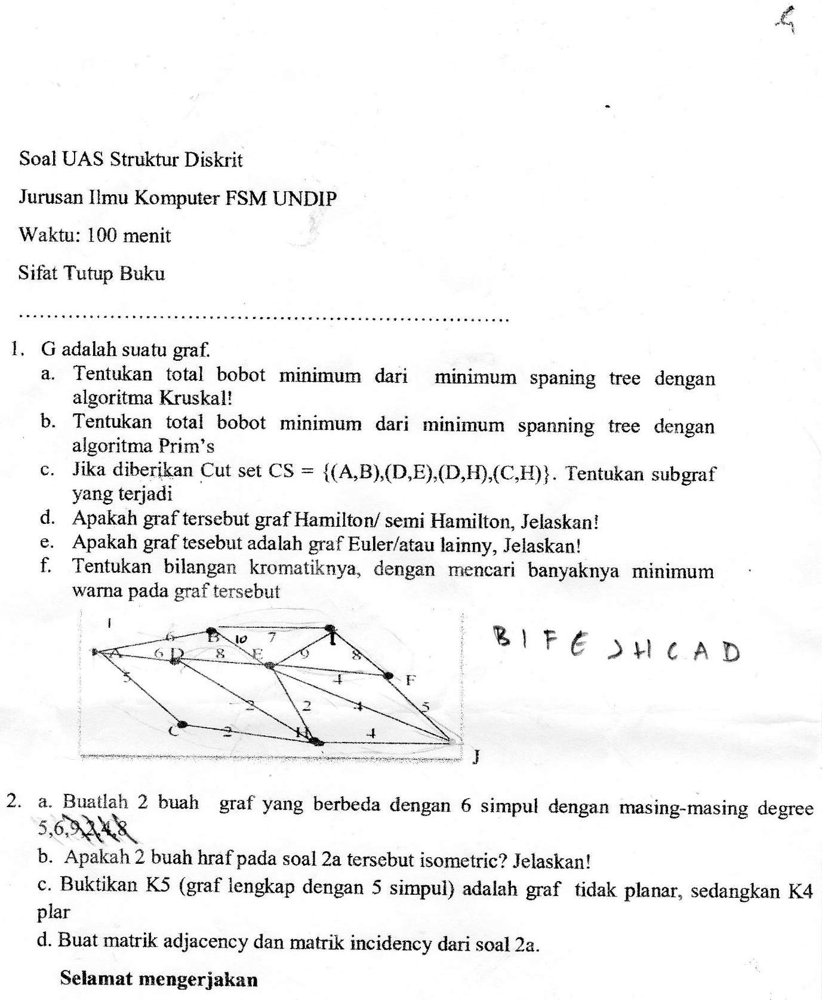 Soal UAS Struktur Diskrit
Jurusan Ilmu Komputer FSM UNDIP
Waktu: 100 menit
Sifat Tutup Buku
1. G adalah suatu graf.
a. Tentukan total bobot minimum dari minimum spaning tree dengan
algoritma Kruskal!
b. Tentukan total bobot minimum dari minimum spanning tree dengan
algoritma Prim's
c. Jika diberikan Cut set CS = {(A,B),(D,E),(D,H),(C,H)}. Tentukan subgraf
yang terjadi
d. Apakah graf tersebut graf Hamilton/ semi Hamilton, Jelaskan!
e. Apakah graf tesebut adalah graf Euler/atau lainny, Jelaskan!
f. Tentukan bilangan kromatiknya, dengan mencari banyaknya minimum
warna pada graf tersebut
1
6 B 10 7 I
A 6 D 8 E 9 8
5 4 F
2 2 4 5
C 2 H 4
J
B I F E J H C A D
2. a. Buatlah 2 buah graf yang berbeda dengan 6 simpul dengan masing-masing degree
5,6,9,2,4,8
b. Apakah 2 buah hraf pada soal 2a tersebut isometric? Jelaskan!
c. Buktikan K5 (graf lengkap dengan 5 simpul) adalah graf tidak planar, sedangkan K4
plar
d. Buat matrik adjacency dan matrik incidency dari soal 2a.
Selamat mengerjakan